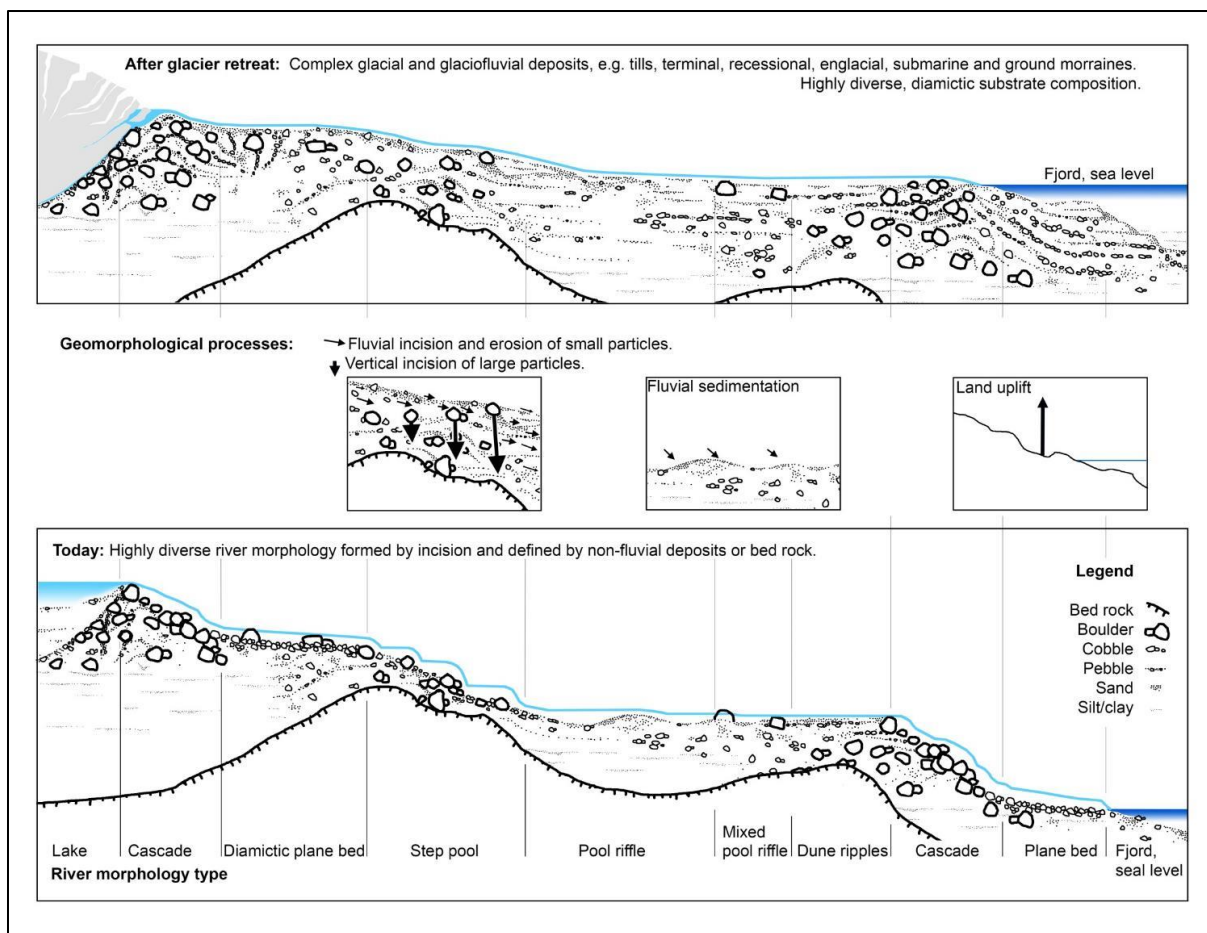 After glacier retreat: Complex glacial and glaciofluvial deposits, e.g. tills, terminal, recessional, englacial, submarine and ground morraines.
Highly diverse, diamictic substrate composition.
Fjord, sea level
Geomorphological processes:
Fluvial incision and erosion of small particles.
Vertical incision of large particles.
Fluvial sedimentation
Land uplift
Today: Highly diverse river morphology formed by incision and defined by non-fluvial deposits or bed rock.
Legend
Bed rock
Boulder
Cobble
Pebble
Sand
Silt/clay
Lake
Cascade
Diamictic plane bed
Step pool
Pool riffle
Mixed
pool riffle
Dune ripples
Cascade
Plane bed
Fjord,
seal level
River morphology type